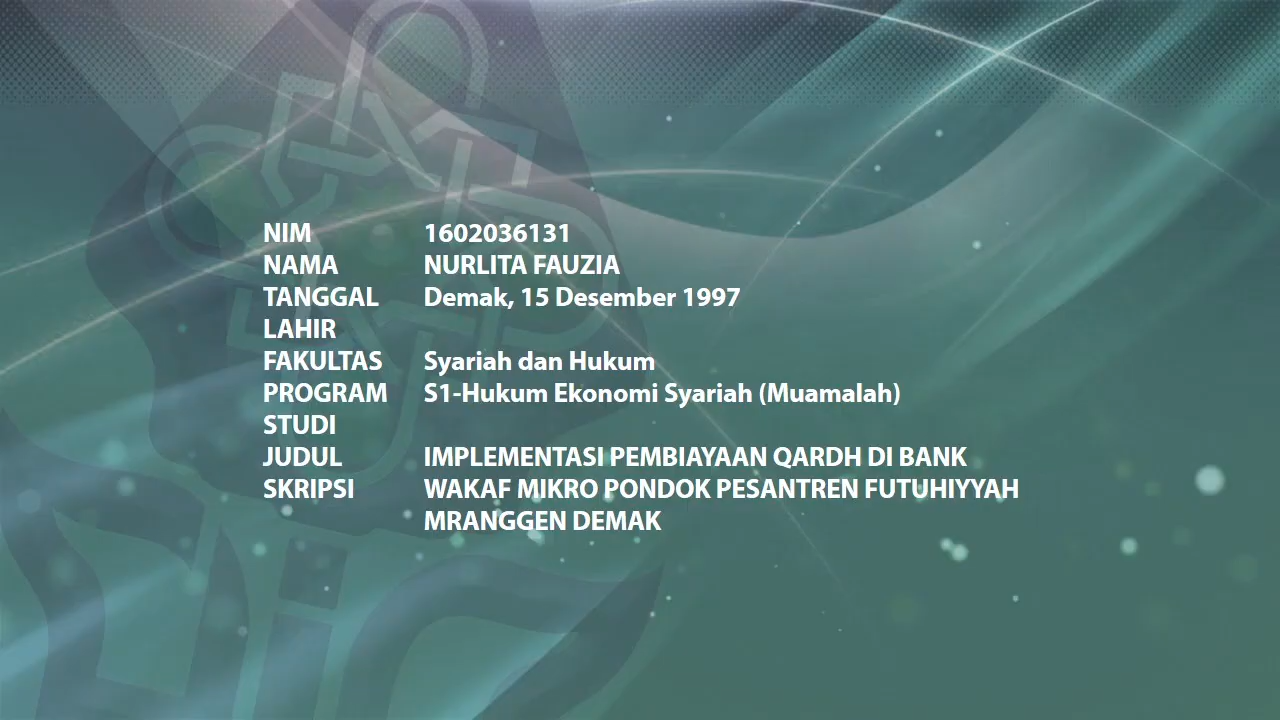 NIM 1602036131
NAMA NURLITA FAUZIA
TANGGAL Demak, 15 Desember 1997
LAHIR
FAKULTAS Syariah dan Hukum
PROGRAM S1-Hukum Ekonomi Syariah (Muamalah)
STUDI
JUDUL IMPLEMENTASI PEMBIAYAAN QARDH DI BANK
SKRIPSI WAKAF MIKRO PONDOK PESANTREN FUTUHIYYAH
MRANGGEN DEMAK